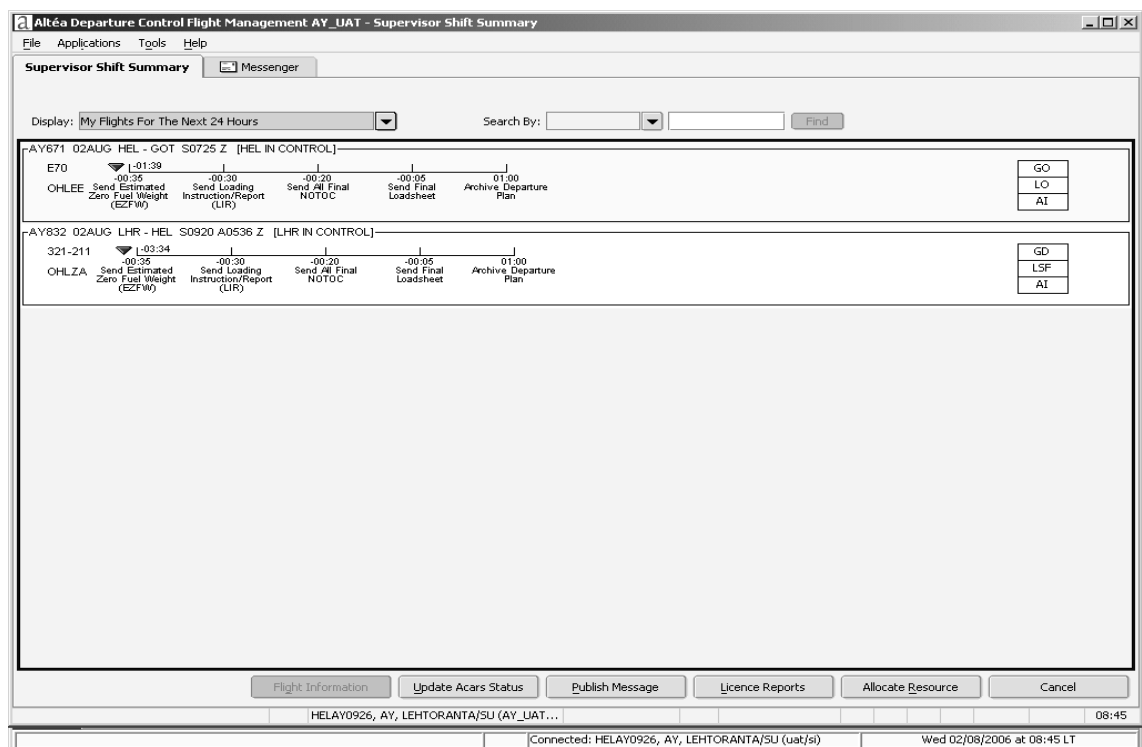 a Altéa Departure Control Flight Management AY_UAT - Supervisor Shift Summary
File Applications Tools Help
Supervisor Shift Summary Messenger
Display: My Flights For The Next 24 Hours Search By: Find
AY671 02AUG HEL - GOT S0725 Z [HEL IN CONTROL]
E70 -01:39 GO
-00:35 -00:30 -00:20 -00:05 01:00
OHLEE Send Estimated Send Loading Send All Final Send Final Archive Departure LO
Zero Fuel Weight Instruction/Report NOTOC Loadsheet Plan
(EZFW) (LIR) AI
AY832 02AUG LHR - HEL S0920 A0536 Z [LHR IN CONTROL]
321-211 -03:34 GD
-00:35 -00:30 -00:20 -00:05 01:00
OHLZA Send Estimated Send Loading Send All Final Send Final Archive Departure LSF
Zero Fuel Weight Instruction/Report NOTOC Loadsheet Plan
(EZFW) (LIR) AI
Flight Information Update Acars Status Publish Message Licence Reports Allocate Resource Cancel
HELAY0926, AY, LEHTORANTA/SU (AY_UAT... 08:45
Connected: HELAY0926, AY, LEHTORANTA/SU (uat/si) Wed 02/08/2006 at 08:45 LT